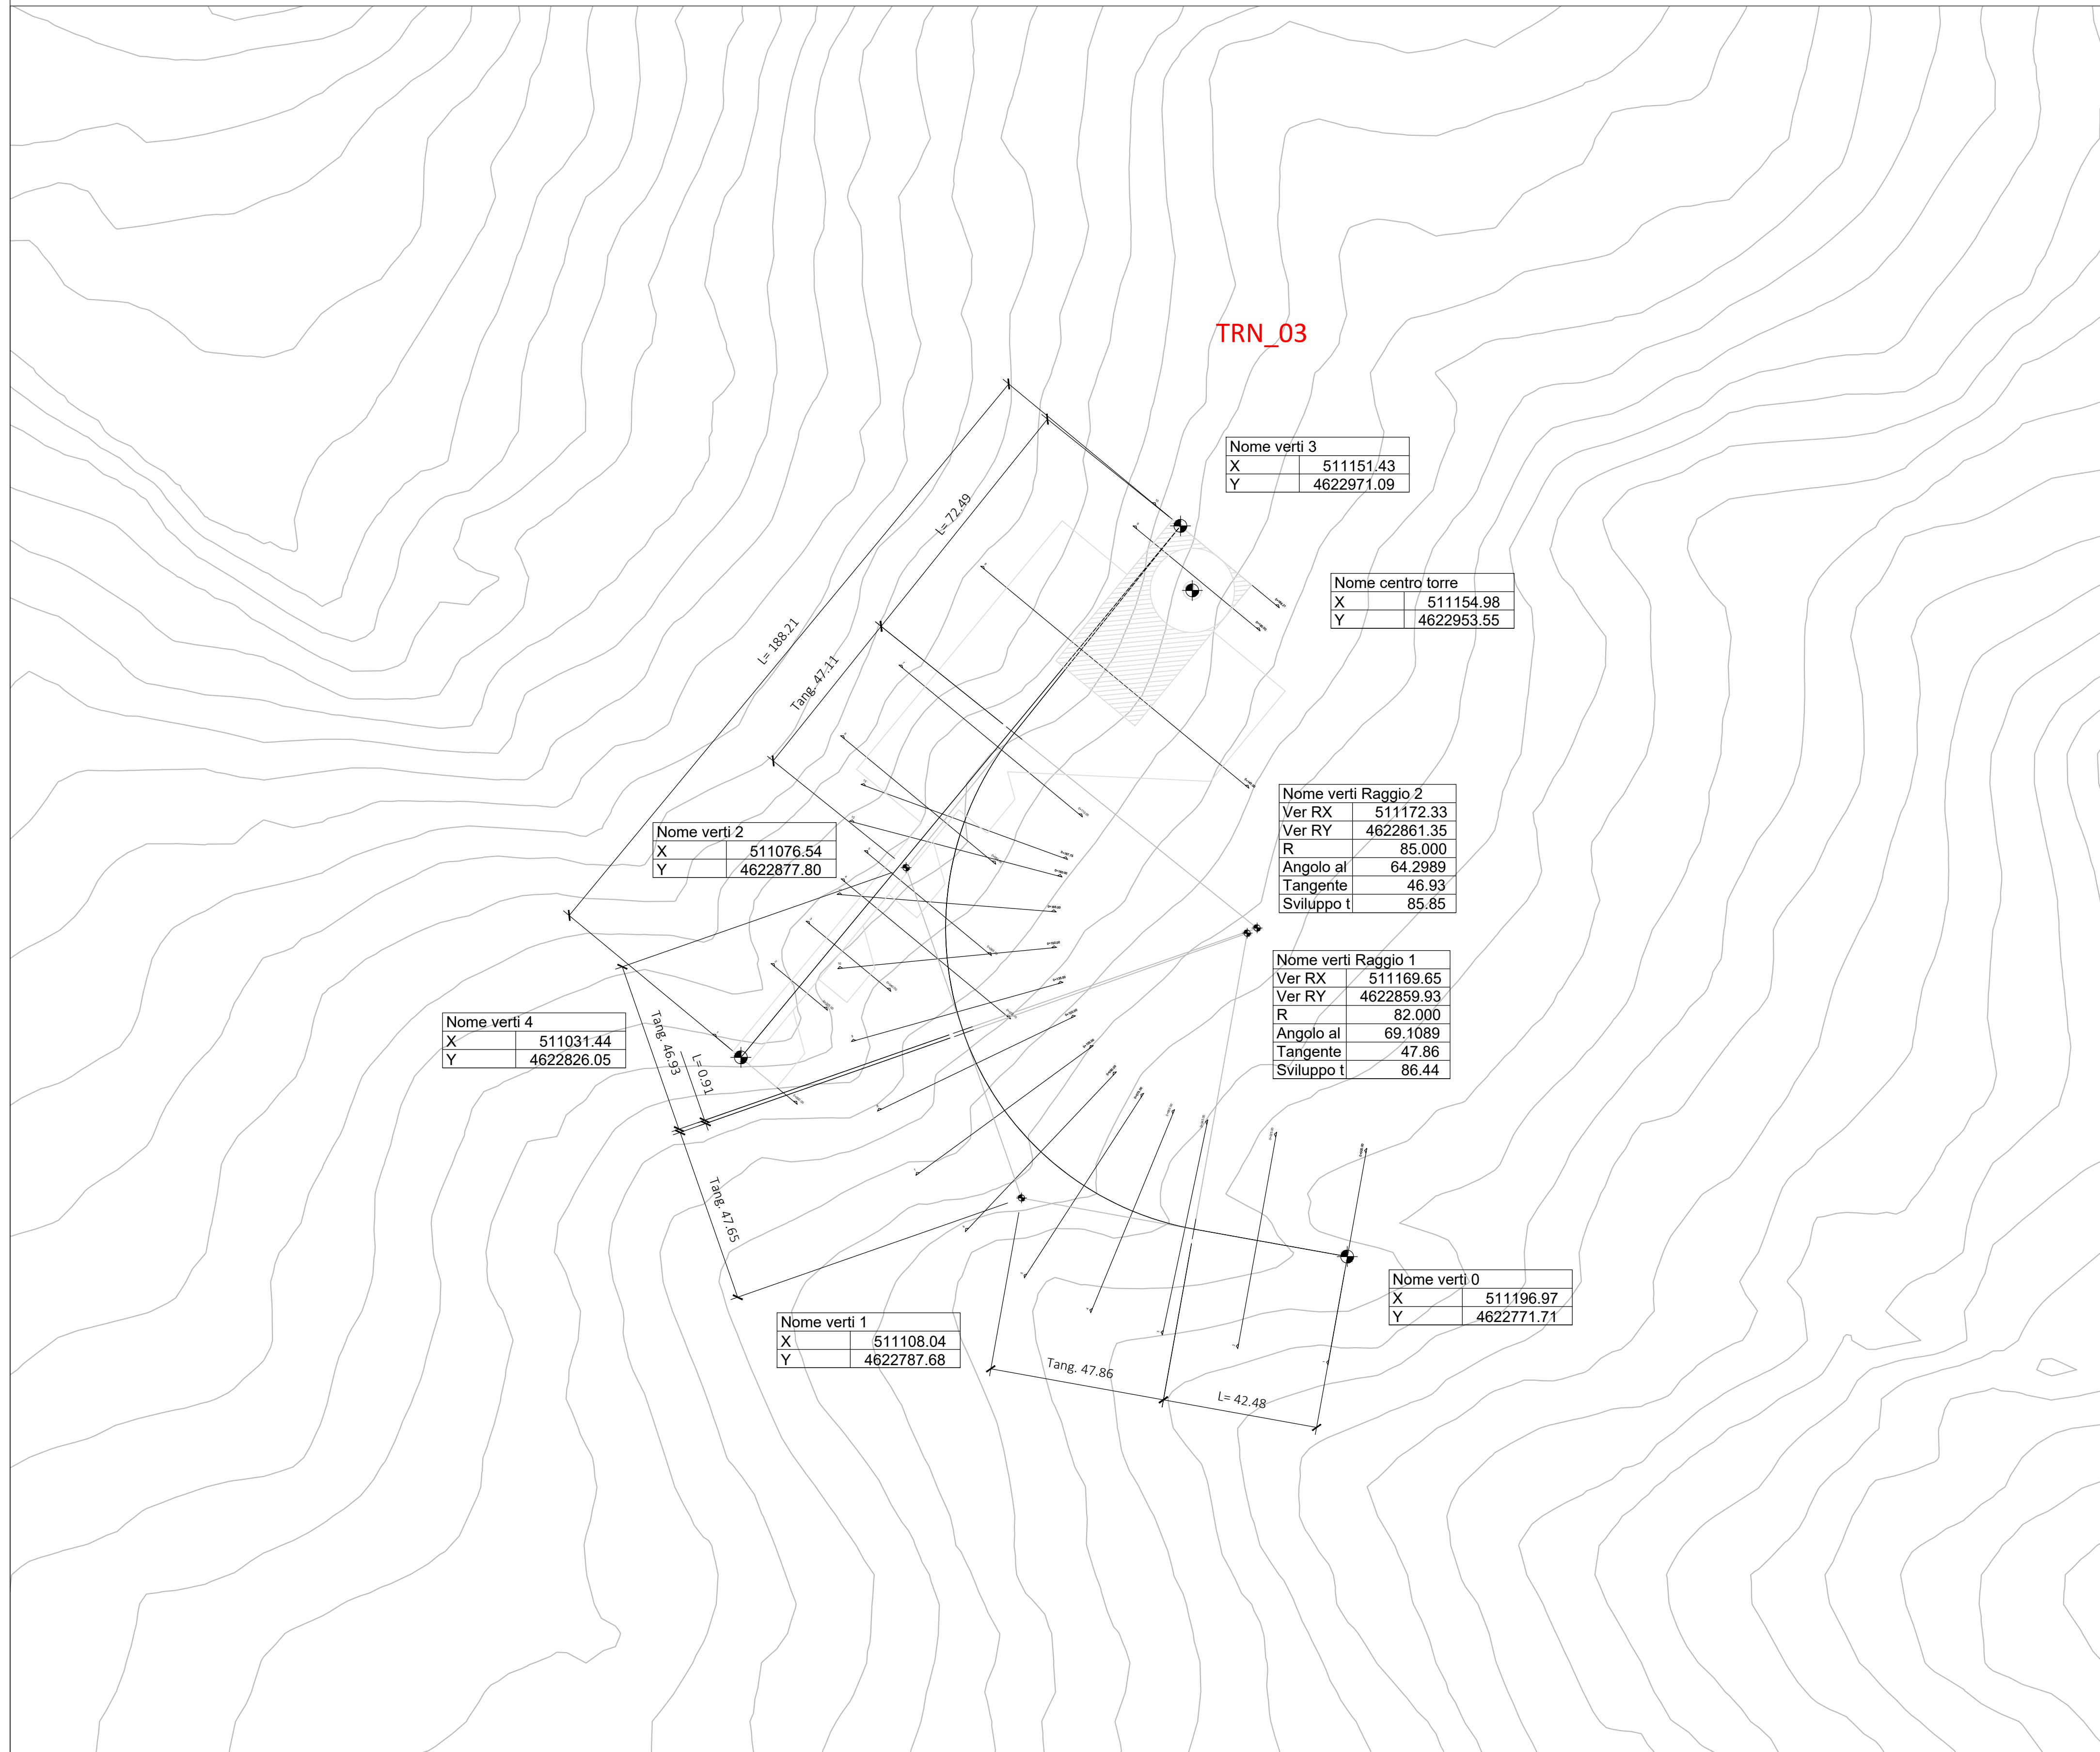 TRN_03
Nome verti 3
X 511151.43
Y 4622971.09
L= 72.49
Nome centro torre
X 511154.98
Y 4622953.55
L= 188.21
Tang. 47.11
Nome verti Raggio 2
Ver RX 511172.33
Ver RY 4622861.35
R 85.000
Angolo al 64.2989
Tangente 46.93
Sviluppo t 85.85
Nome verti 2
X 511076.54
Y 4622877.80
Nome verti Raggio 1
Ver RX 511169.65
Ver RY 4622859.93
R 82.000
Angolo al 69.1089
Tangente 47.86
Sviluppo t 86.44
Nome verti 4
X 511031.44
Y 4622826.05
Tang. 46.93
L= 0.91
Tang. 47.65
Nome verti 0
X 511196.97
Y 4622771.71
Nome verti 1
X 511108.04
Y 4622787.68
Tang. 47.86
L= 42.48